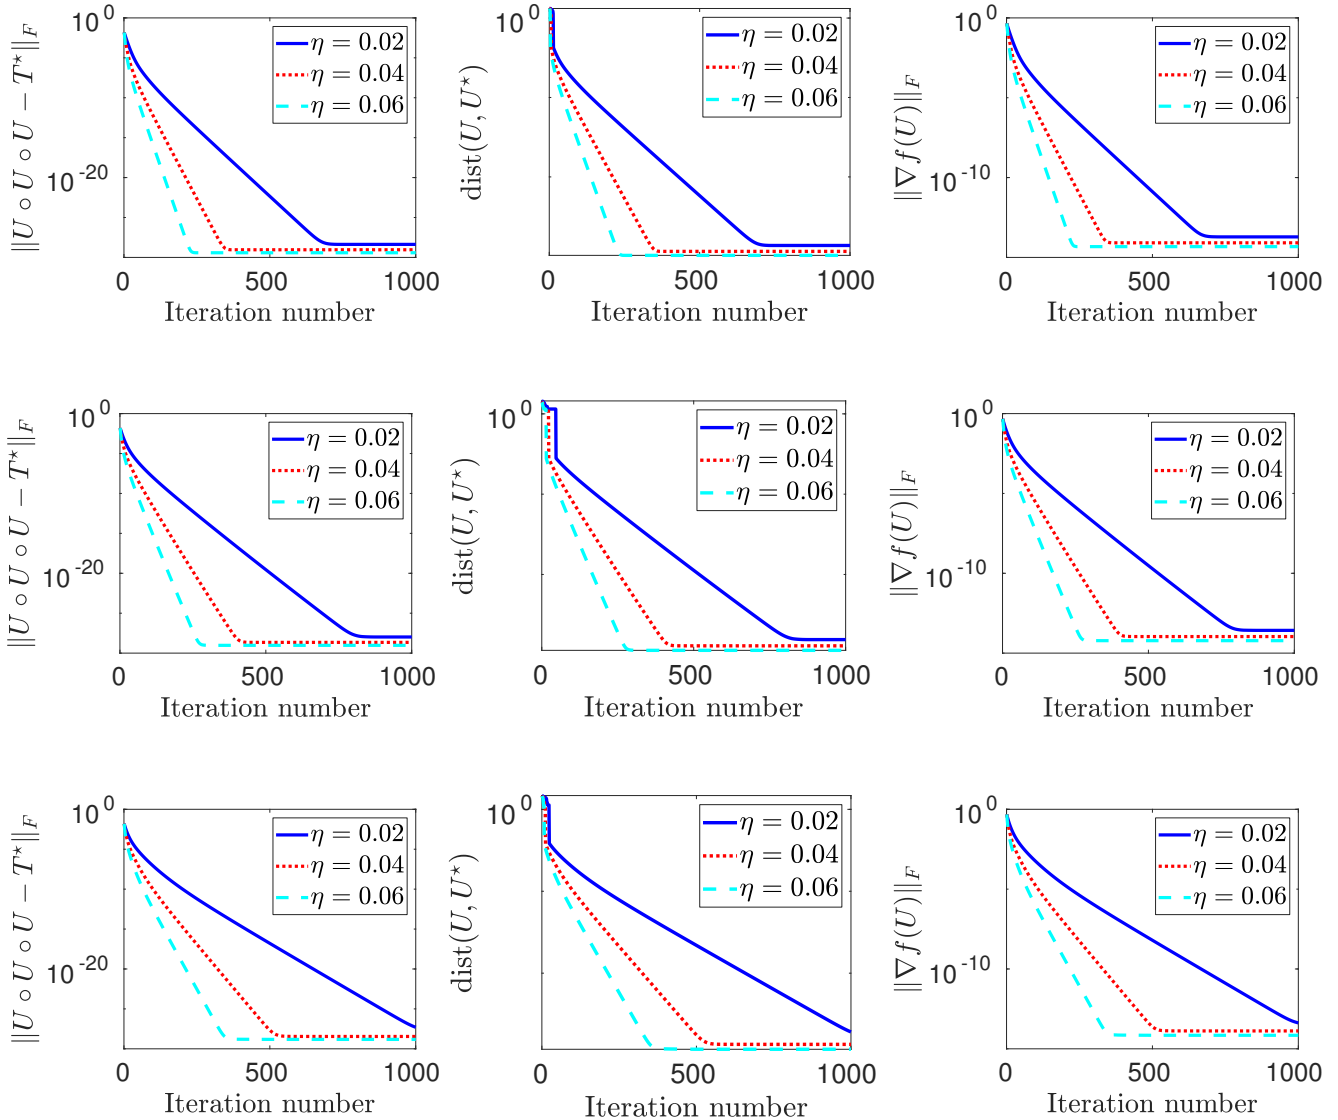 ‖U ∘ U ∘ U − T⋆‖_F
10^0
10^-20
η = 0.02
η = 0.04
η = 0.06
0 500 1000
Iteration number
dist(U, U⋆)
10^0
η = 0.02
η = 0.04
η = 0.06
0 500 1000
Iteration number
‖∇f(U)‖_F
10^0
10^-10
η = 0.02
η = 0.04
η = 0.06
0 500 1000
Iteration number
‖U ∘ U ∘ U − T⋆‖_F
10^0
10^-20
η = 0.02
η = 0.04
η = 0.06
0 500 1000
Iteration number
dist(U, U⋆)
10^0
η = 0.02
η = 0.04
η = 0.06
0 500 1000
Iteration number
‖∇f(U)‖_F
10^0
10^-10
η = 0.02
η = 0.04
η = 0.06
0 500 1000
Iteration number
‖U ∘ U ∘ U − T⋆‖_F
10^0
10^-20
η = 0.02
η = 0.04
η = 0.06
0 500 1000
Iteration number
dist(U, U⋆)
10^0
η = 0.02
η = 0.04
η = 0.06
0 500 1000
Iteration number
‖∇f(U)‖_F
10^0
10^-10
η = 0.02
η = 0.04
η = 0.06
0 500 1000
Iteration number